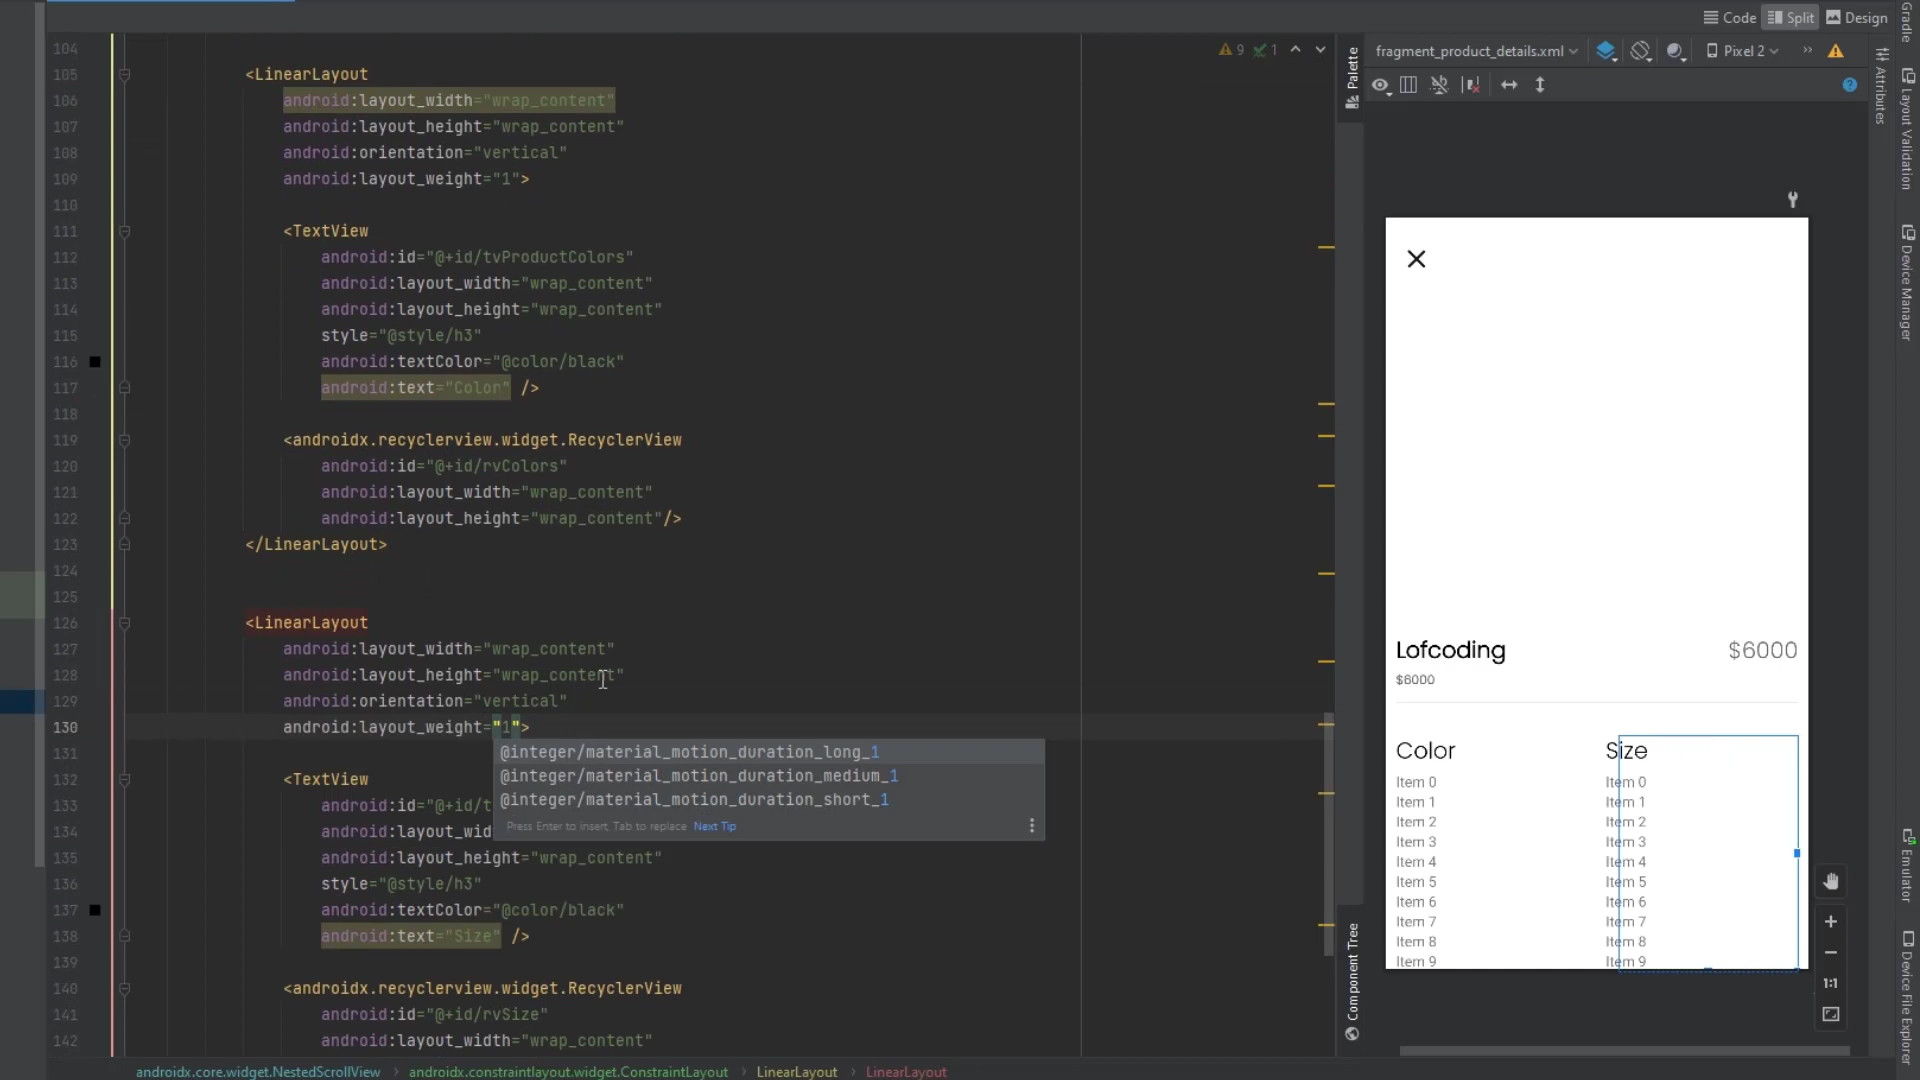 Code
Split
Design
104
105 <LinearLayout
106 android:layout_width="wrap_content"
107 android:layout_height="wrap_content"
108 android:orientation="vertical"
109 android:layout_weight="1">
110
111 <TextView
112 android:id="@+id/tvProductColors"
113 android:layout_width="wrap_content"
114 android:layout_height="wrap_content"
115 style="@style/h3"
116 android:textColor="@color/black"
117 android:text="Color" />
118
119 <androidx.recyclerview.widget.RecyclerView
120 android:id="@+id/rvColors"
121 android:layout_width="wrap_content"
122 android:layout_height="wrap_content"/>
123 </LinearLayout>
124
125
126 <LinearLayout
127 android:layout_width="wrap_content"
128 android:layout_height="wrap_content"
129 android:orientation="vertical"
130 android:layout_weight="1">
131
@integer/material_motion_duration_long_1
@integer/material_motion_duration_medium_1
@integer/material_motion_duration_short_1
Press Enter to insert, Tab to replace Next Tip
132 <TextView
133 android:id="@+id/t
134 android:layout_wid
135 android:layout_height="wrap_content"
136 style="@style/h3"
137 android:textColor="@color/black"
138 android:text="Size" />
139
140 <androidx.recyclerview.widget.RecyclerView
141 android:id="@+id/rvSize"
142 android:layout_width="wrap_content"
androidx.core.widget.NestedScrollView > androidx.constraintlayout.widget.ConstraintLayout > LinearLayout > LinearLayout
9 1
Palette
Component Tree
fragment_product_details.xml
Pixel 2
Lofcoding $6000
$6000
Color Size
Item 0 Item 0
Item 1 Item 1
Item 2 Item 2
Item 3 Item 3
Item 4 Item 4
Item 5 Item 5
Item 6 Item 6
Item 7 Item 7
Item 8 Item 8
Item 9 Item 9
1:1
Attributes
Gradle
Layout Validation
Device Manager
Emulator
Device File Explorer